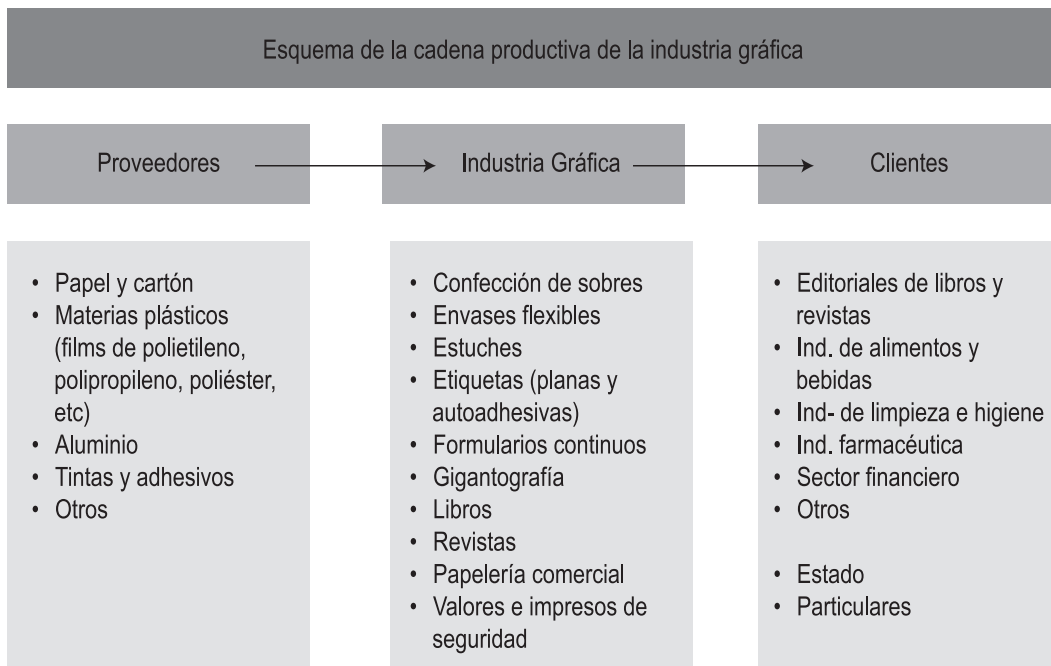 Esquema de la cadena productiva de la industria gráfica
Proveedores
Industria Gráfica
Clientes
• Papel y cartón
• Materias plásticos
(films de polietileno,
polipropileno, poliéster,
etc)
• Aluminio
• Tintas y adhesivos
• Otros
• Confección de sobres
• Envases flexibles
• Estuches
• Etiquetas (planas y
autoadhesivas)
• Formularios continuos
• Gigantografía
• Libros
• Revistas
• Papelería comercial
• Valores e impresos de
seguridad
• Editoriales de libros y
revistas
• Ind. de alimentos y
bebidas
• Ind- de limpieza e higiene
• Ind. farmacéutica
• Sector financiero
• Otros
• Estado
• Particulares